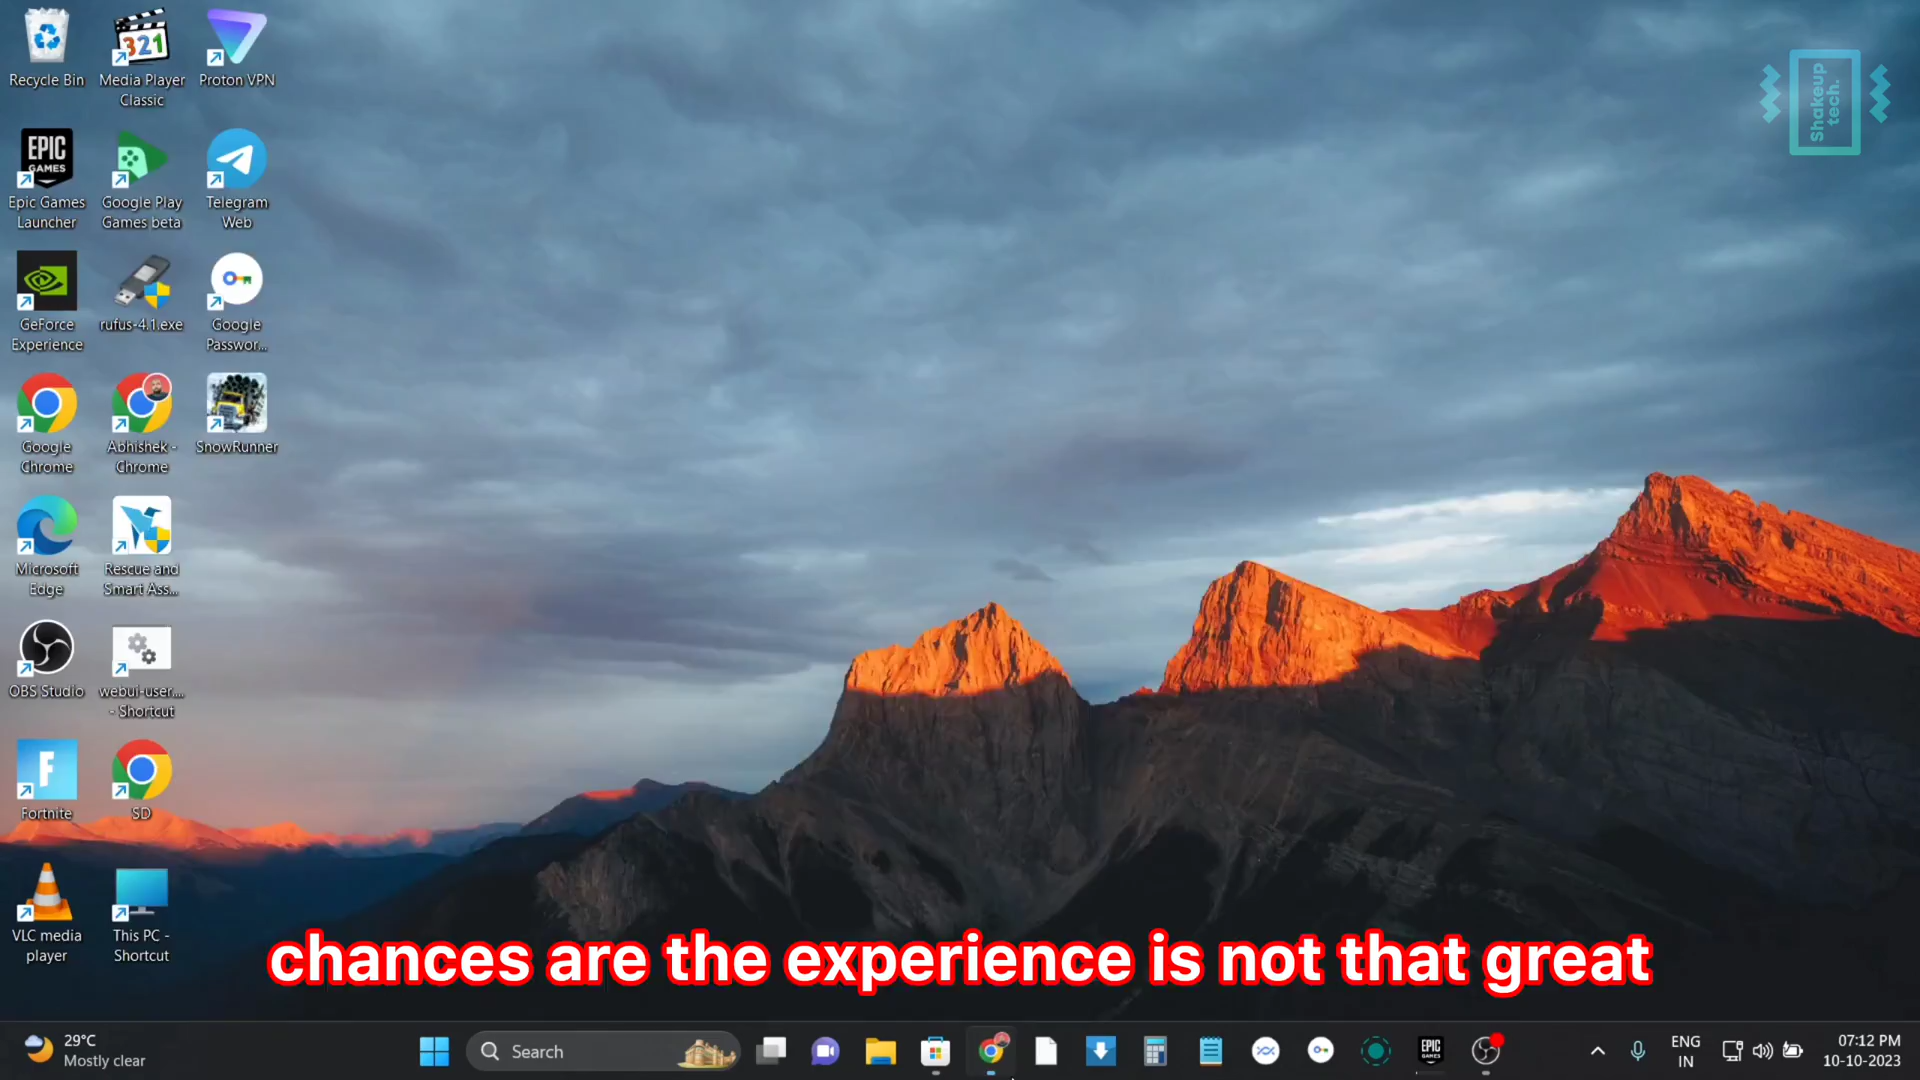 Recycle Bin
Media Player
Classic
Proton VPN
321
Shakeup
tech.
EPIC
GAMES
Epic Games
Launcher
Google Play
Games beta
Telegram
Web
GeForce
Experience
rufus-4.1.exe
Google
Passwor...
Google
Chrome
Abhishek -
Chrome
SnowRunner
Microsoft
Edge
Rescue and
Smart Ass...
OBS Studio
webui-user....
- Shortcut
F
Fortnite
SD
VLC media
player
This PC -
Shortcut
chances are the experience is not that great
29°C
Mostly clear
Search
EPIC
GAMES
ENG
IN
07:12 PM
10-10-2023